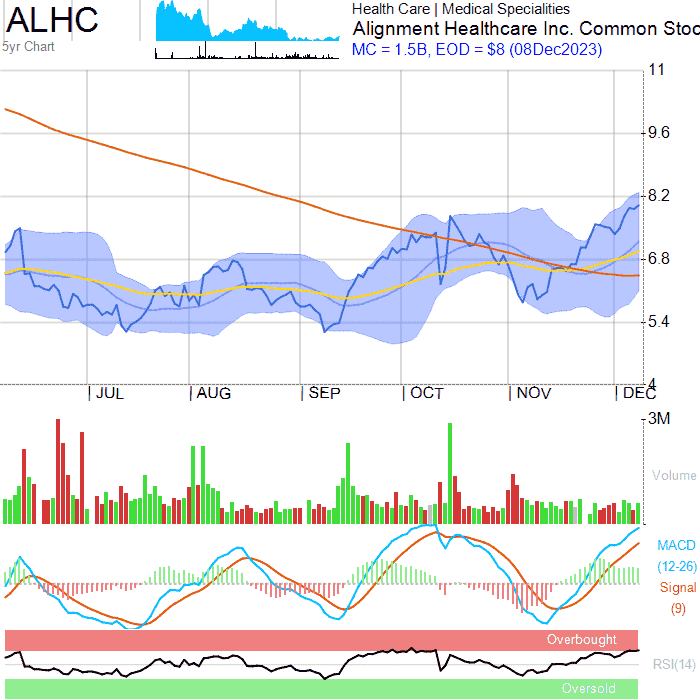 ALHC
5yr Chart
Health Care | Medical Specialities
Alignment Healthcare Inc. Common Stoc
MC = 1.5B, EOD = $8 (08Dec2023)
11
9.6
8.2
6.8
5.4
4
JUL
AUG
SEP
OCT
NOV
DEC
3M
Volume
MACD
(12-26)
Signal
(9)
Overbought
RSI(14)
Oversold